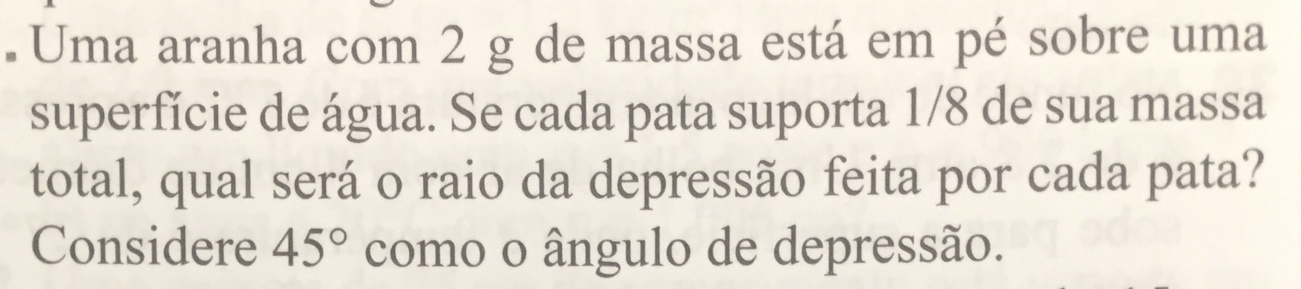 . Uma aranha com 2 g de massa está em pé sobre uma
superfície de água. Se cada pata suporta 1/8 de sua massa
total, qual será o raio da depressão feita por cada pata?
Considere 45° como o ângulo de depressão.